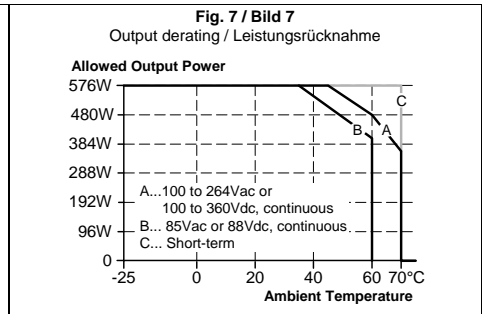 Fig. 7 / Bild 7
Output derating / Leistungsrücknahme
Allowed Output Power
576W
480W
384W
288W
192W
96W
0
C
B
A
A...100 to 264Vac or
100 to 360Vdc, continuous
B... 85Vac or 88Vdc, continuous
C... Short-term
-25 0 20 40 60 70°C
Ambient Temperature